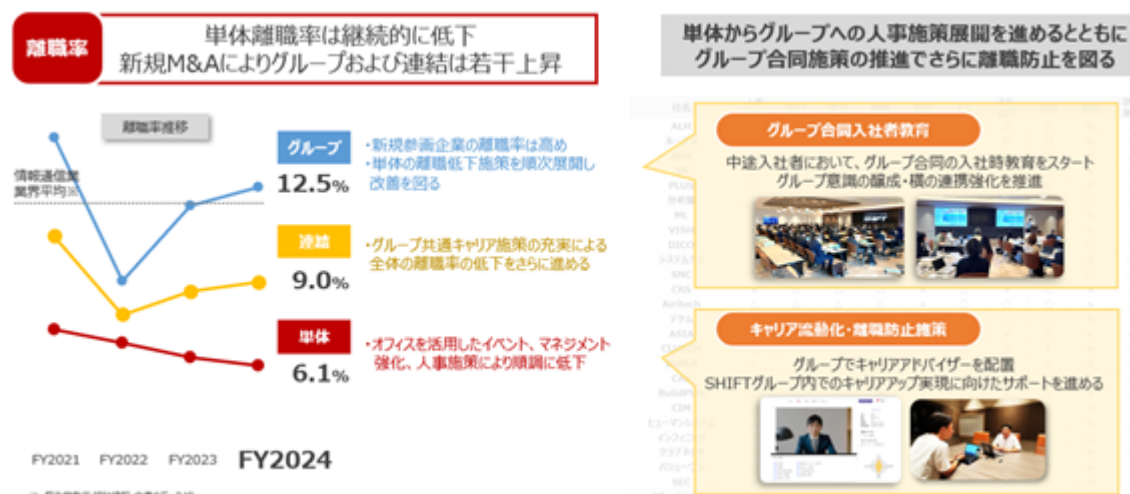 離職率
単体離職率は継続的に低下
新規M&Aによりグループおよび連結は若干上昇
離職率推移
情報通信業
業界平均※
グループ
12.5%
・新規参画企業の離職率は高め
・単体の離職低下施策を順次展開し
改善を図る
連結
9.0%
・グループ共通キャリア施策の充実による
全体の離職率の低下をさらに進める
単体
6.1%
・オフィスを活用したイベント、マネジメント
強化、人事施策により順調に低下
FY2021 FY2022 FY2023 FY2024
単体からグループへの人事施策展開を進めるとともに
グループ合同施策の推進でさらに離職防止を図る
グループ合同入社者教育
中途入社者において、グループ合同の入社時教育をスタート
グループ意識の醸成・横の連携強化を推進
キャリア流動化・離職防止施策
グループでキャリアアドバイザーを配置
SHIFTグループ内でのキャリアアップ実現に向けたサポートを進める
社名
ALH
PLUS
ML
VISH
DICO
SNC
CRS
Airitech
ASIA
CIM
SEC